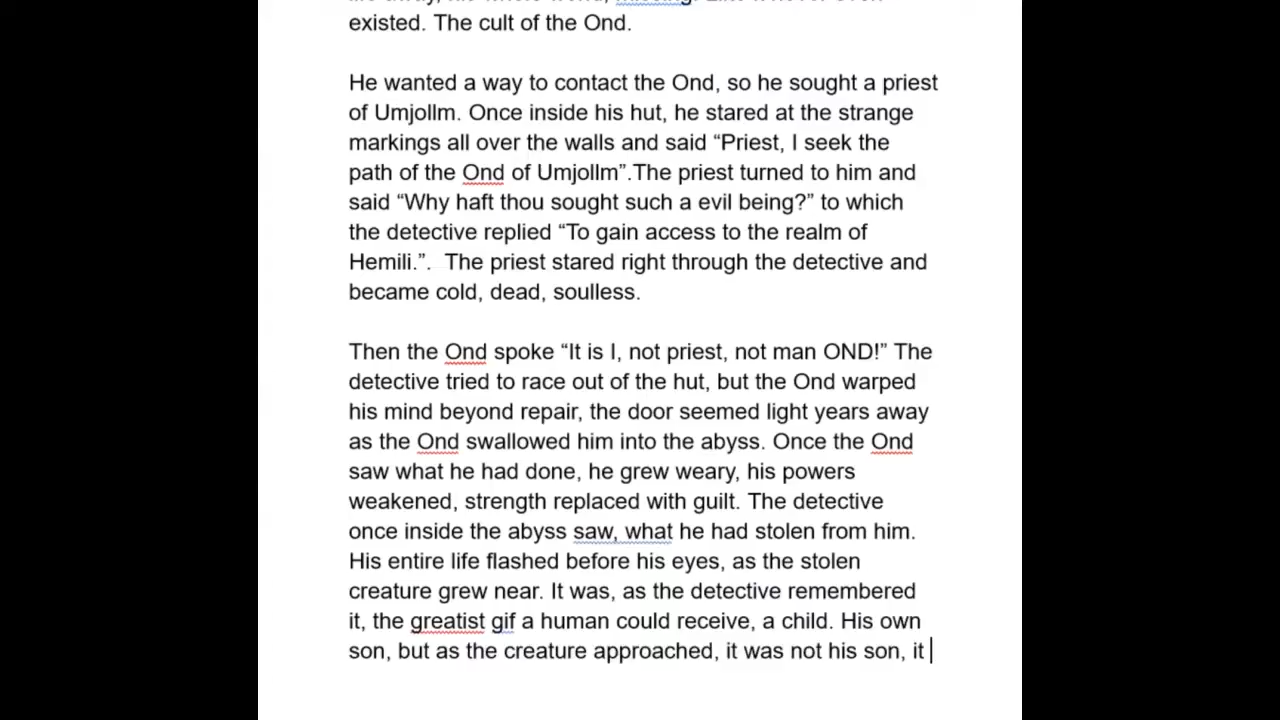 existed. The cult of the Ond.
He wanted a way to contact the Ond, so he sought a priest
of Umjollm. Once inside his hut, he stared at the strange
markings all over the walls and said “Priest, I seek the
path of the Ond of Umjollm”.The priest turned to him and
said “Why haft thou sought such a evil being?” to which
the detective replied “To gain access to the realm of
Hemili.”.  The priest stared right through the detective and
became cold, dead, soulless.
Then the Ond spoke “It is I, not priest, not man OND!” The
detective tried to race out of the hut, but the Ond warped
his mind beyond repair, the door seemed light years away
as the Ond swallowed him into the abyss. Once the Ond
saw what he had done, he grew weary, his powers
weakened, strength replaced with guilt. The detective
once inside the abyss saw, what he had stolen from him.
His entire life flashed before his eyes, as the stolen
creature grew near. It was, as the detective remembered
it, the greatist gif a human could receive, a child. His own
son, but as the creature approached, it was not his son, it